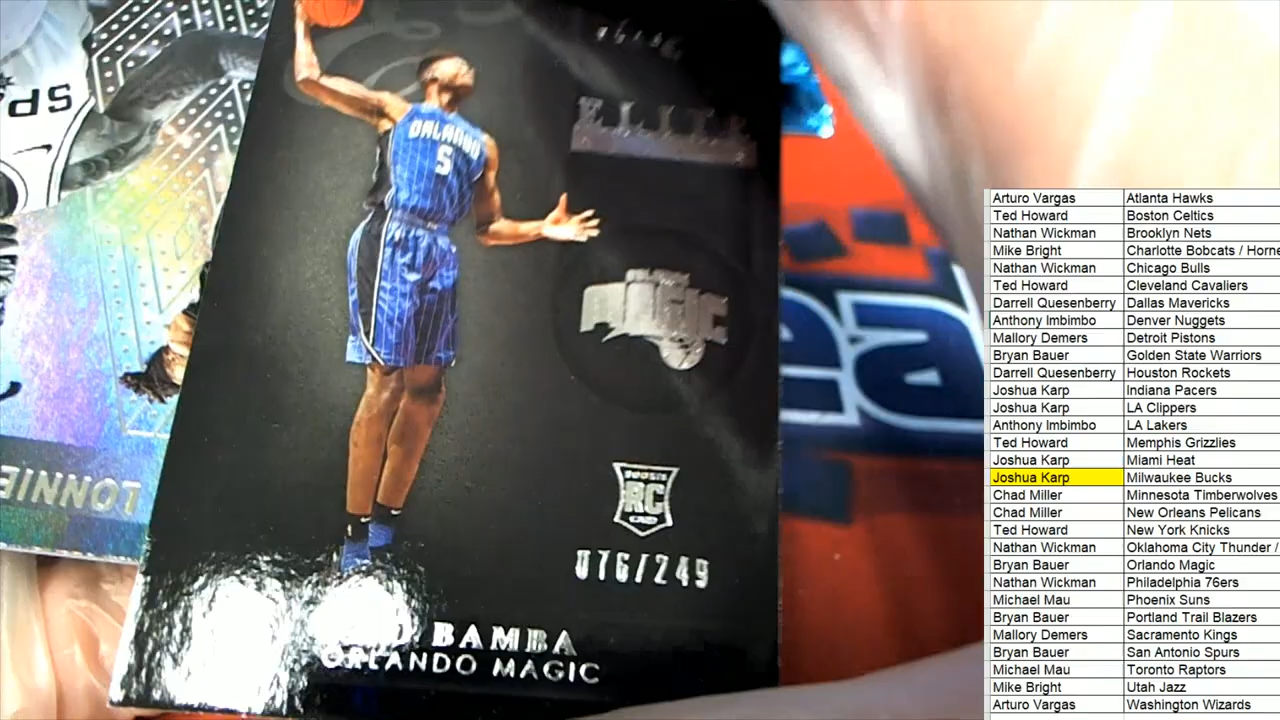 SP
LONNIE
ORLANDO
5
ELITE
ORLANDO
MAGIC
RC
076/249
BAMBA
ORLANDO MAGIC
ea
Arturo Vargas Atlanta Hawks
Ted Howard Boston Celtics
Nathan Wickman Brooklyn Nets
Mike Bright Charlotte Bobcats / Horne
Nathan Wickman Chicago Bulls
Ted Howard Cleveland Cavaliers
Darrell Quesenberry Dallas Mavericks
Anthony Imbimbo Denver Nuggets
Mallory Demers Detroit Pistons
Bryan Bauer Golden State Warriors
Darrell Quesenberry Houston Rockets
Joshua Karp Indiana Pacers
Joshua Karp LA Clippers
Anthony Imbimbo LA Lakers
Ted Howard Memphis Grizzlies
Joshua Karp Miami Heat
Joshua Karp Milwaukee Bucks
Chad Miller Minnesota Timberwolves
Chad Miller New Orleans Pelicans
Ted Howard New York Knicks
Nathan Wickman Oklahoma City Thunder /
Bryan Bauer Orlando Magic
Nathan Wickman Philadelphia 76ers
Michael Mau Phoenix Suns
Bryan Bauer Portland Trail Blazers
Mallory Demers Sacramento Kings
Bryan Bauer San Antonio Spurs
Michael Mau Toronto Raptors
Mike Bright Utah Jazz
Arturo Vargas Washington Wizards